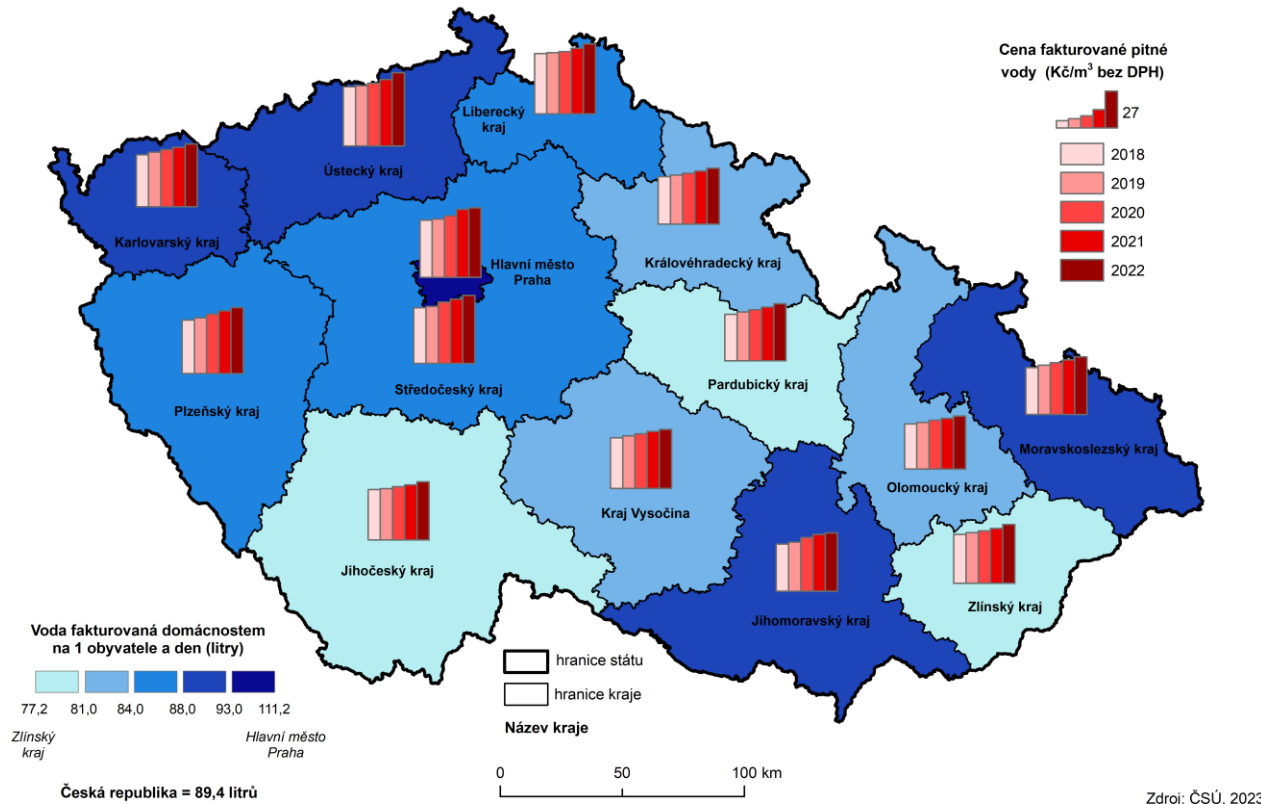 Cena fakturované pitné
vody (Kč/m³ bez DPH)
27
2018
2019
2020
2021
2022
Liberecký
kraj
Ústecký kraj
Karlovarský kraj
Hlavní město
Praha
Královéhradecký kraj
Plzeňský kraj
Středočeský kraj
Pardubický kraj
Moravskoslezský kraj
Olomoucký kraj
Kraj Vysočina
Jihočeský kraj
Zlínský kraj
Jihomoravský kraj
Voda fakturovaná domácnostem
na 1 obyvatele a den (litry)
77,2 81,0 84,0 88,0 93,0 111,2
Zlínský
kraj
Hlavní město
Praha
Česká republika = 89,4 litrů
hranice státu
hranice kraje
Název kraje
0 50 100 km
Zdroj: ČSÚ. 2023